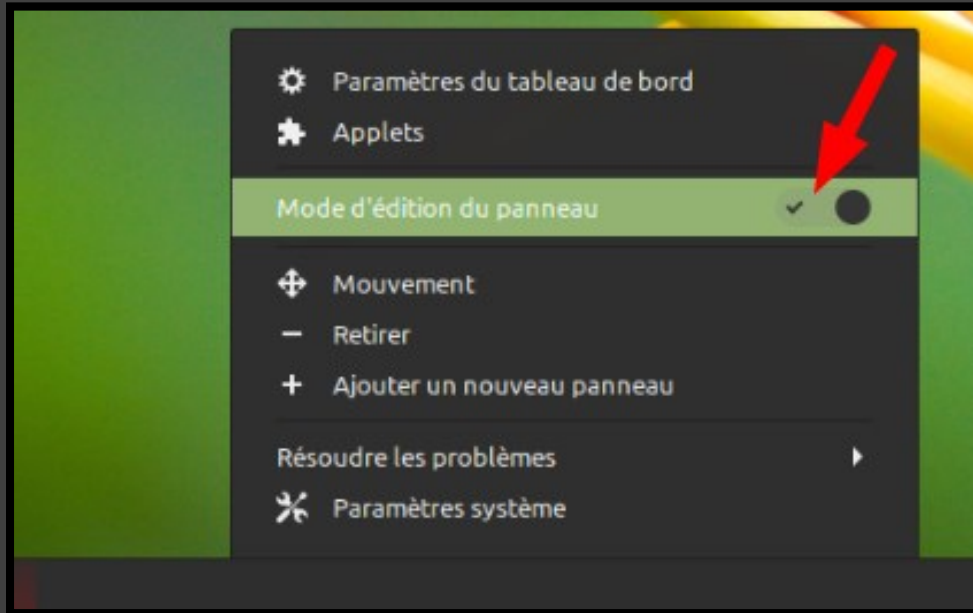 Paramètres du tableau de bord
Applets
Mode d'édition du panneau
Mouvement
Retirer
Ajouter un nouveau panneau
Résoudre les problèmes
Paramètres système